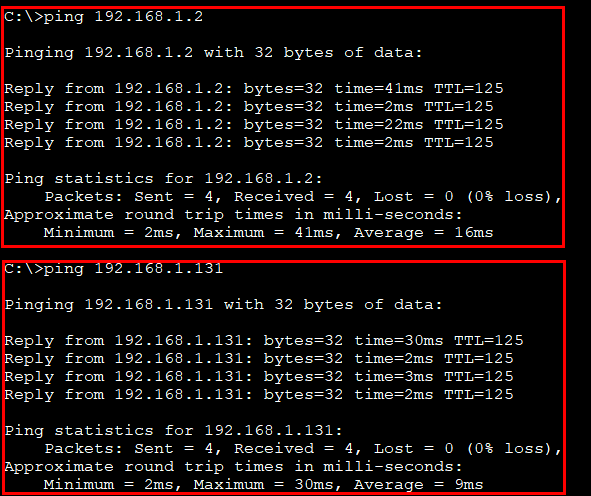 C:\>ping 192.168.1.2
Pinging 192.168.1.2 with 32 bytes of data:
Reply from 192.168.1.2: bytes=32 time=41ms TTL=125
Reply from 192.168.1.2: bytes=32 time=2ms TTL=125
Reply from 192.168.1.2: bytes=32 time=22ms TTL=125
Reply from 192.168.1.2: bytes=32 time=2ms TTL=125
Ping statistics for 192.168.1.2:
    Packets: Sent = 4, Received = 4, Lost = 0 (0% loss),
Approximate round trip times in milli-seconds:
    Minimum = 2ms, Maximum = 41ms, Average = 16ms
C:\>ping 192.168.1.131
Pinging 192.168.1.131 with 32 bytes of data:
Reply from 192.168.1.131: bytes=32 time=30ms TTL=125
Reply from 192.168.1.131: bytes=32 time=2ms TTL=125
Reply from 192.168.1.131: bytes=32 time=3ms TTL=125
Reply from 192.168.1.131: bytes=32 time=2ms TTL=125
Ping statistics for 192.168.1.131:
    Packets: Sent = 4, Received = 4, Lost = 0 (0% loss),
Approximate round trip times in milli-seconds:
    Minimum = 2ms, Maximum = 30ms, Average = 9ms